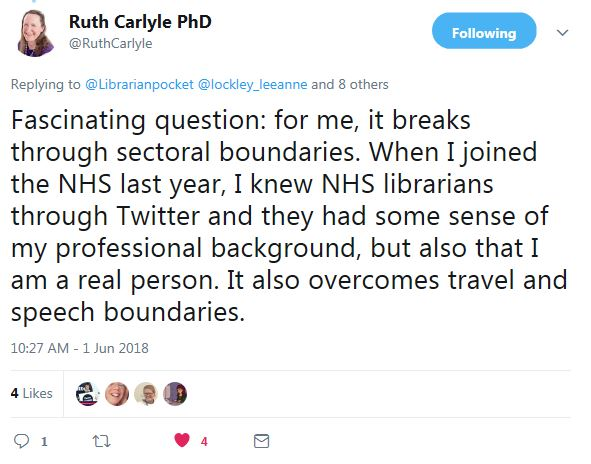 Ruth Carlyle PhD
@RuthCarlyle
Following
Replying to @Librarianpocket @lockley_leeanne and 8 others
Fascinating question: for me, it breaks
through sectoral boundaries. When I joined
the NHS last year, I knew NHS librarians
through Twitter and they had some sense of
my professional background, but also that I
am a real person. It also overcomes travel and
speech boundaries.
10:27 AM - 1 Jun 2018
4 Likes
1
4